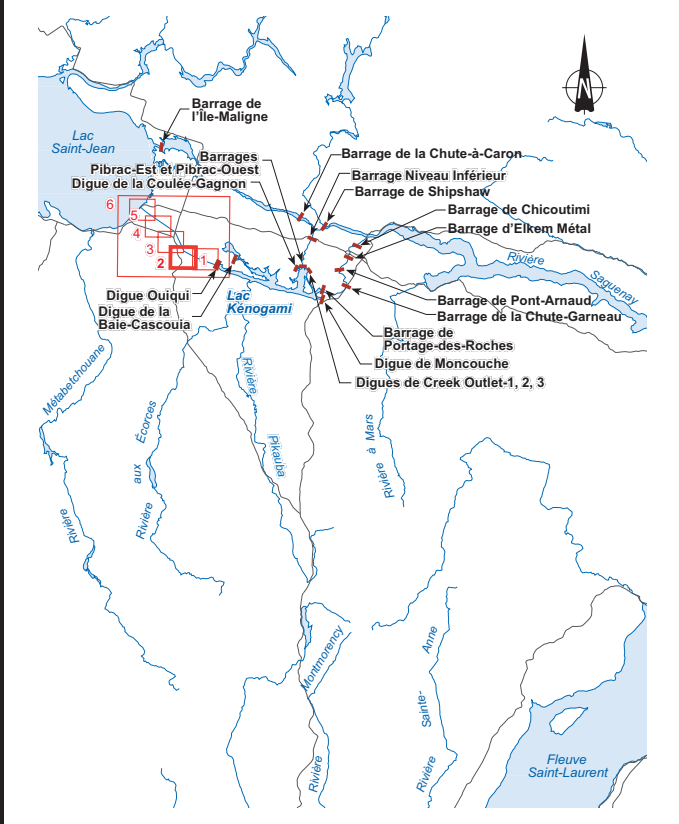 N
Barrage de
l'Île-Maligne
Lac
Saint-Jean
Barrages
Pibrac-Est et Pibrac-Ouest
Digue de la Coulée-Gagnon
Barrage de la Chute-à-Caron
Barrage Niveau Inférieur
Barrage de Shipshaw
Barrage de Chicoutimi
Barrage d'Elkem Métal
6
5
4
3
2
1
Rivière
Saguenay
Digue Ouiqui
Digue de la
Baie-Cascouia
Lac
Kénogami
Barrage de Pont-Arnaud
Barrage de la Chute-Garneau
Barrage de
Portage-des-Roches
Digue de Moncouche
Digues de Creek Outlet-1, 2, 3
Rivière
Métabetchouane
Rivière
aux
Écorces
Rivière
Pikauba
Rivière à Mars
Rivière
Montmorency
Rivière
Sainte-
Anne
Fleuve
Saint-Laurent